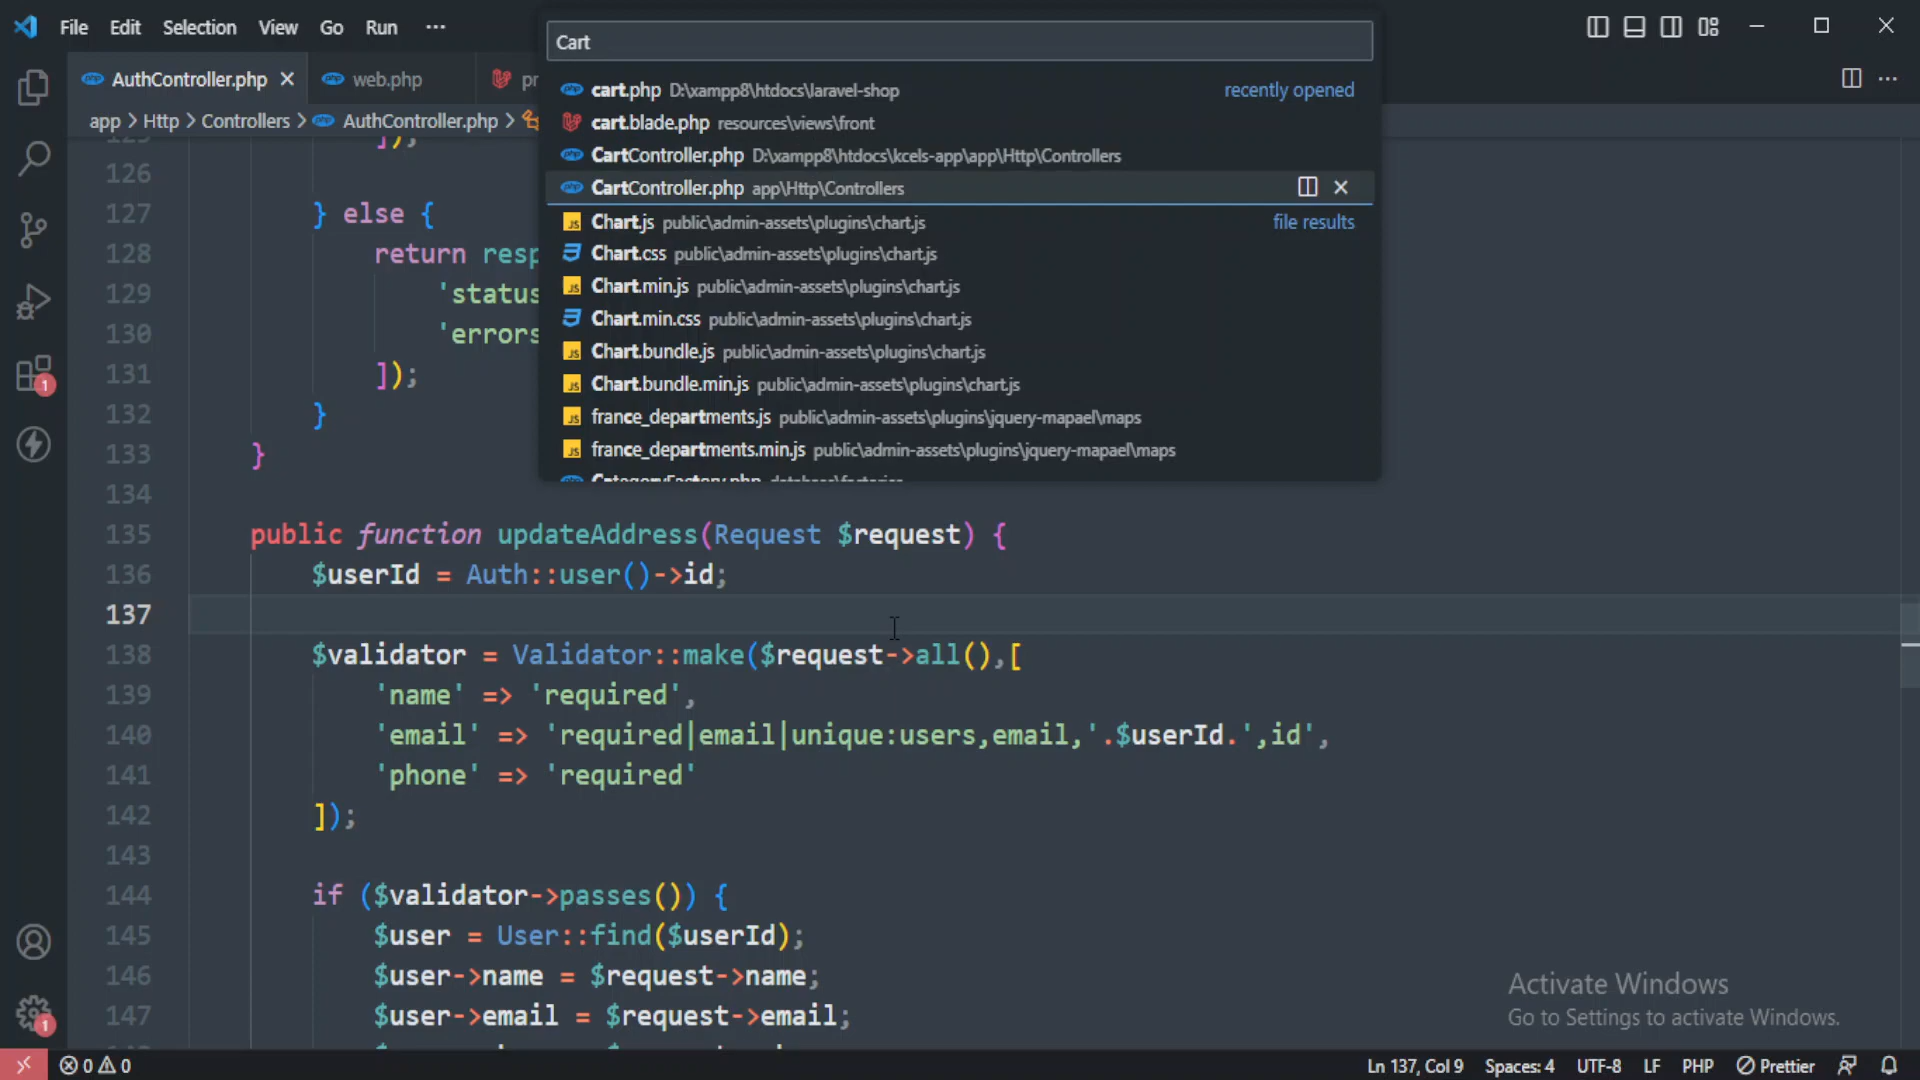 File Edit Selection View Go Run ···
Cart
AuthController.php web.php pr
app > Http > Controllers > AuthController.php >
cart.php D:\xampp8\htdocs\laravel-shop recently opened
cart.blade.php resources\views\front
CartController.php D:\xampp8\htdocs\kcels-app\app\Http\Controllers
CartController.php app\Http\Controllers
Chart.js public\admin-assets\plugins\chart.js file results
Chart.css public\admin-assets\plugins\chart.js
Chart.min.js public\admin-assets\plugins\chart.js
Chart.min.css public\admin-assets\plugins\chart.js
Chart.bundle.js public\admin-assets\plugins\chart.js
Chart.bundle.min.js public\admin-assets\plugins\chart.js
france_departments.js public\admin-assets\plugins\jquery-mapael\maps
france_departments.min.js public\admin-assets\plugins\jquery-mapael\maps
CategoryFactory.php database\factories
125 ]);
126
127 } else {
128 return resp
129 'status
130 'errors
131 ]);
132 }
133 }
134
135 public function updateAddress(Request $request) {
136 $userId = Auth::user()->id;
137
138 $validator = Validator::make($request->all(),[
139 'name' => 'required',
140 'email' => 'required|email|unique:users,email,'.$userId.',id',
141 'phone' => 'required'
142 ]);
143
144 if ($validator->passes()) {
145 $user = User::find($userId);
146 $user->name = $request->name;
147 $user->email = $request->email;
1
1
Activate Windows
Go to Settings to activate Windows.
0 0 Ln 137, Col 9 Spaces: 4 UTF-8 LF PHP Prettier